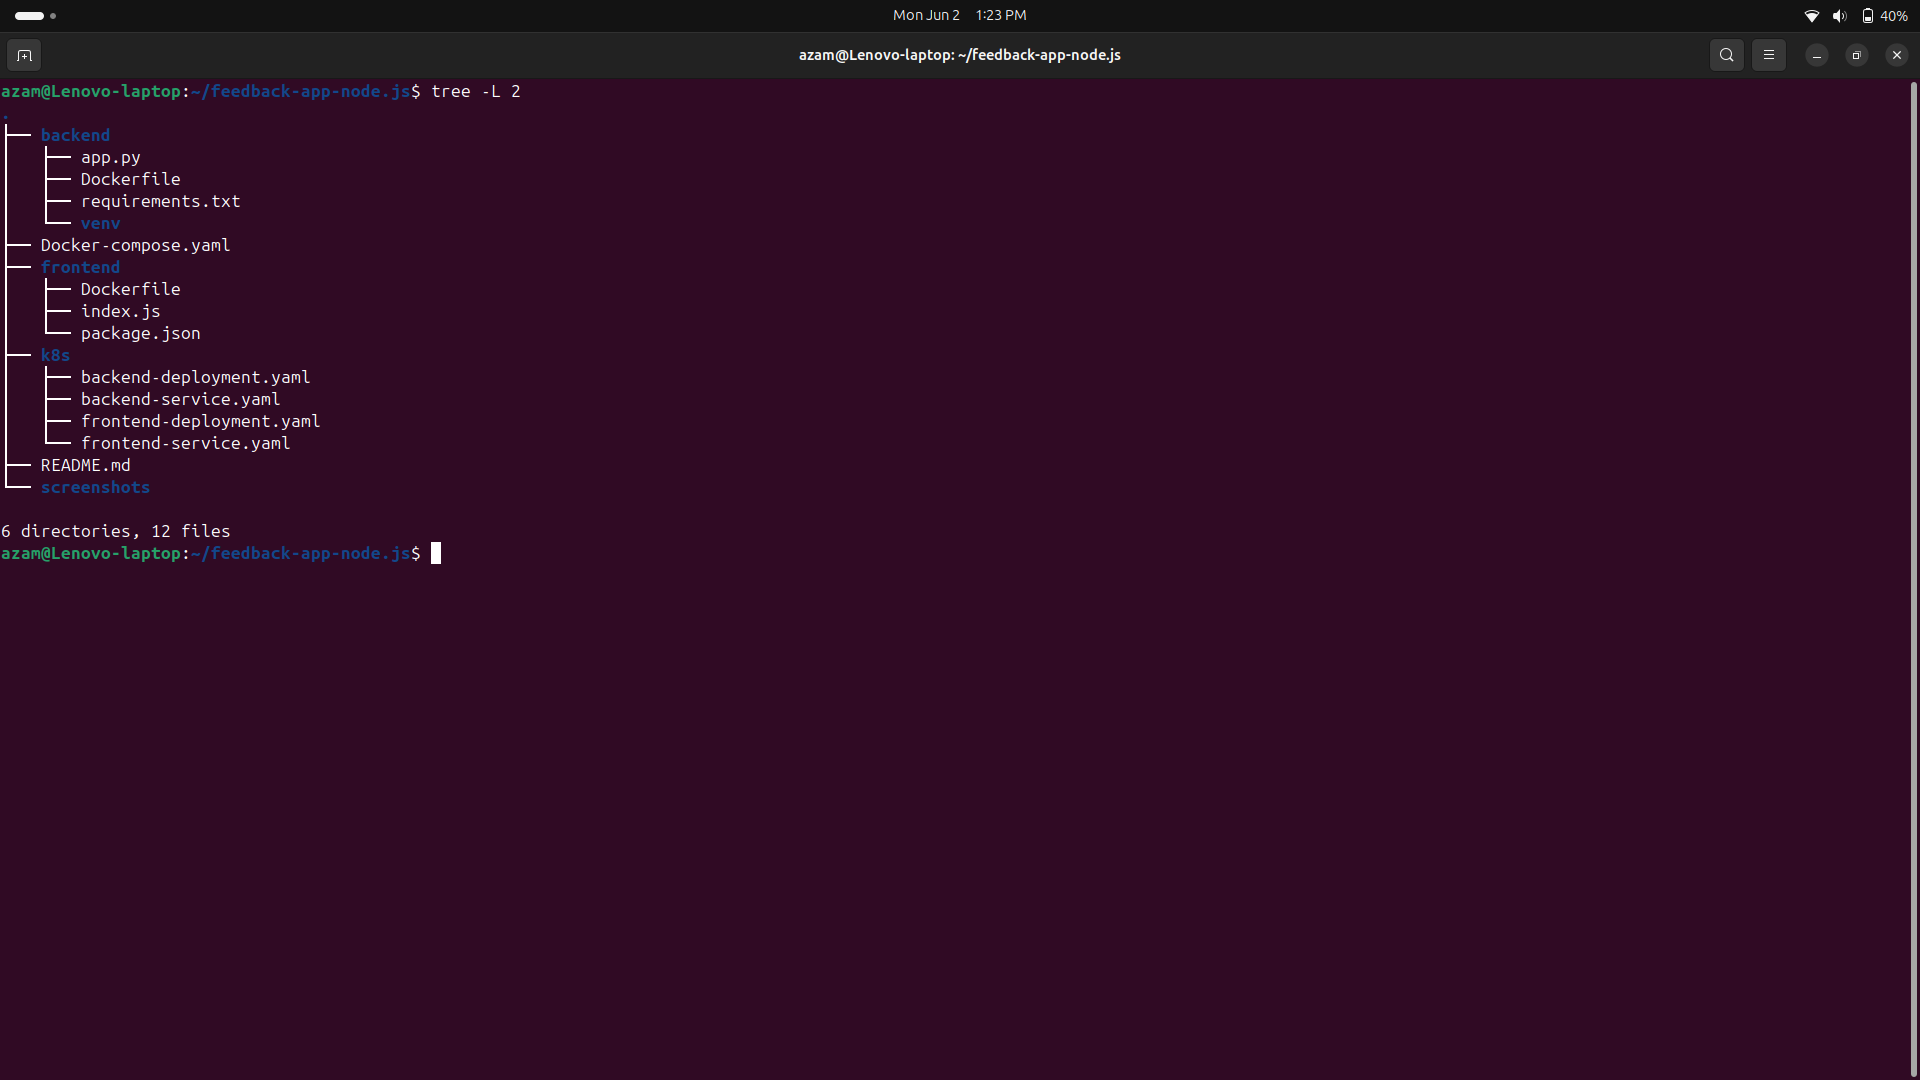 Mon Jun 2 1:23 PM
40%
azam@Lenovo-laptop: ~/feedback-app-node.js
azam@Lenovo-laptop:~/feedback-app-node.js$ tree -L 2
.
├── backend
│   ├── app.py
│   ├── Dockerfile
│   ├── requirements.txt
│   └── venv
├── Docker-compose.yaml
├── frontend
│   ├── Dockerfile
│   ├── index.js
│   └── package.json
├── k8s
│   ├── backend-deployment.yaml
│   ├── backend-service.yaml
│   ├── frontend-deployment.yaml
│   └── frontend-service.yaml
├── README.md
└── screenshots
6 directories, 12 files
azam@Lenovo-laptop:~/feedback-app-node.js$